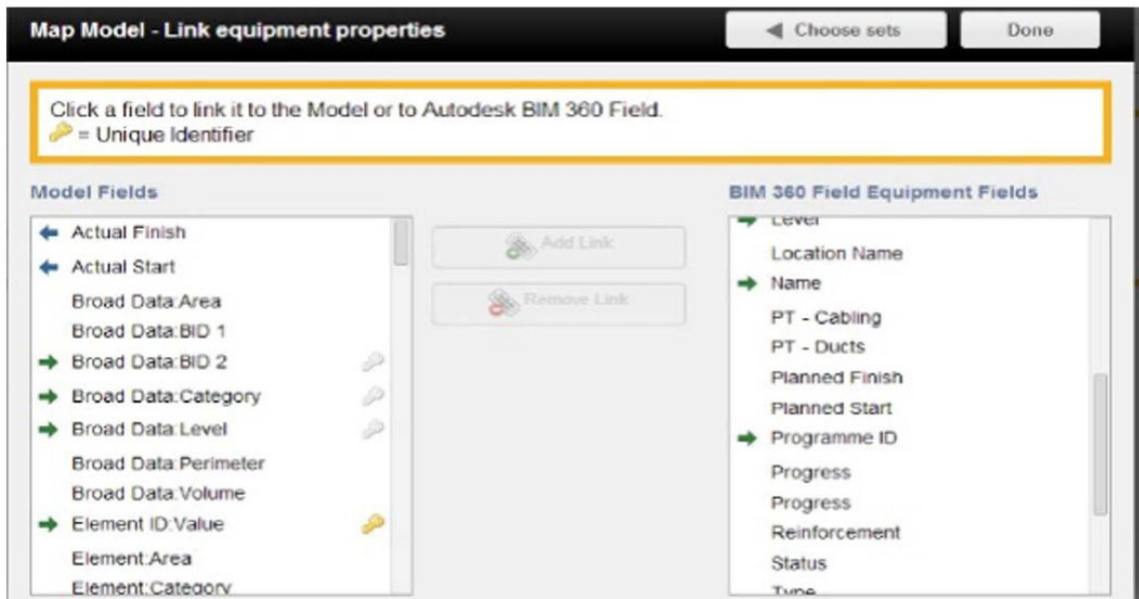 Map Model - Link equipment properties
Choose sets
Done
Click a field to link it to the Model or to Autodesk BIM 360 Field.
= Unique Identifier
Model Fields
Actual Finish
Actual Start
Broad Data:Area
Broad Data:BID 1
Broad Data:BID 2
Broad Data:Category
Broad Data:Level
Broad Data:Perimeter
Broad Data:Volume
Element ID:Value
Element:Area
Element:Category
Add Link
Remove Link
BIM 360 Field Equipment Fields
Level
Location Name
Name
PT - Cabling
PT - Ducts
Planned Finish
Planned Start
Programme ID
Progress
Progress
Reinforcement
Status
Type